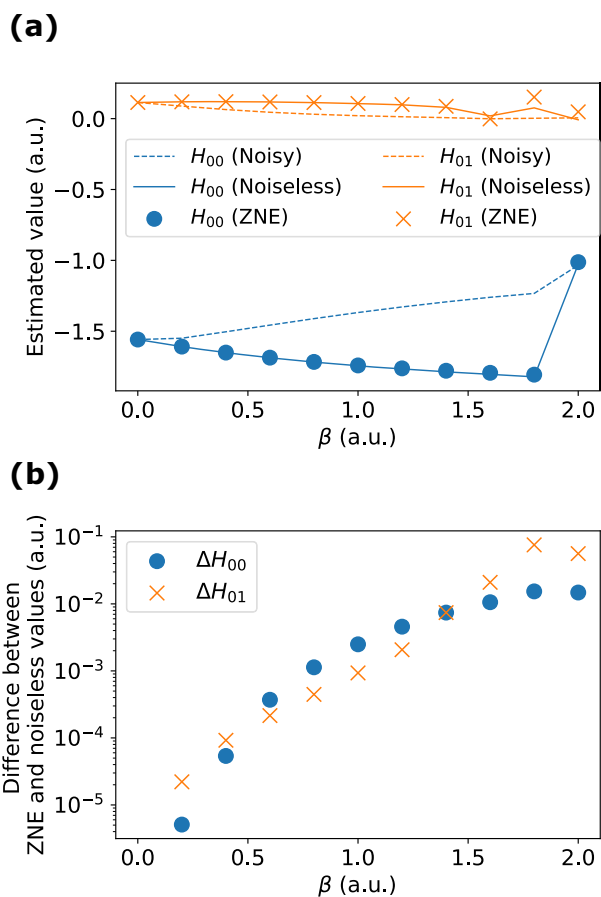 (a)
Estimated value (a.u.)
0.0
−0.5
−1.0
−1.5
H00 (Noisy)
H00 (Noiseless)
H00 (ZNE)
H01 (Noisy)
H01 (Noiseless)
H01 (ZNE)
0.0 0.5 1.0 1.5 2.0
β (a.u.)
(b)
Difference between
ZNE and noiseless values (a.u.)
10−1
10−2
10−3
10−4
10−5
ΔH00
ΔH01
0.0 0.5 1.0 1.5 2.0
β (a.u.)